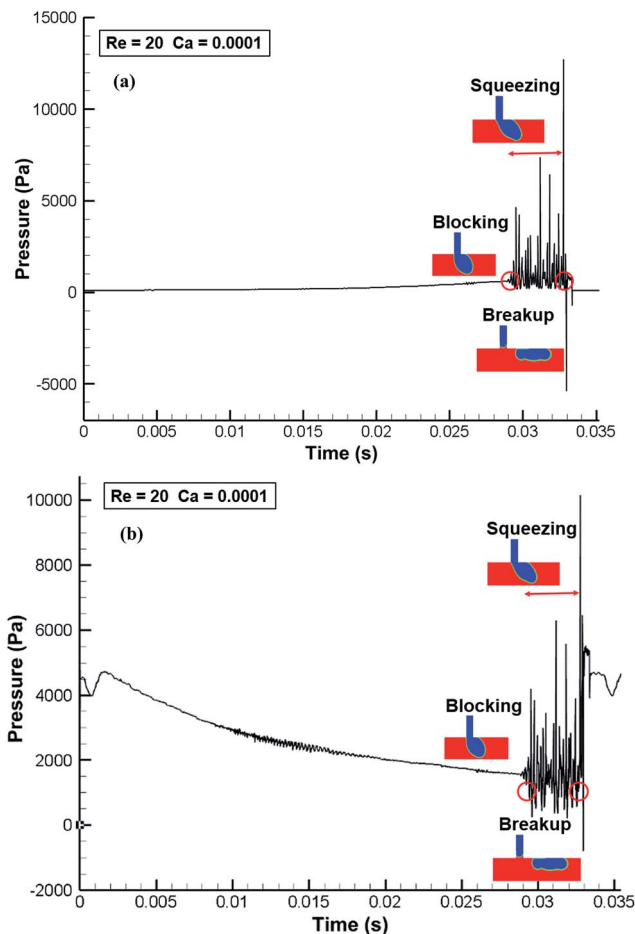 Re = 20 Ca = 0.0001
(a)
Squeezing
Blocking
Breakup
15000
10000
5000
0
-5000
Pressure (Pa)
0 0.005 0.01 0.015 0.02 0.025 0.03 0.035
Time (s)
Re = 20 Ca = 0.0001
(b)
Squeezing
Blocking
Breakup
10000
8000
6000
4000
2000
0
-2000
Pressure (Pa)
0 0.005 0.01 0.015 0.02 0.025 0.03 0.035
Time (s)